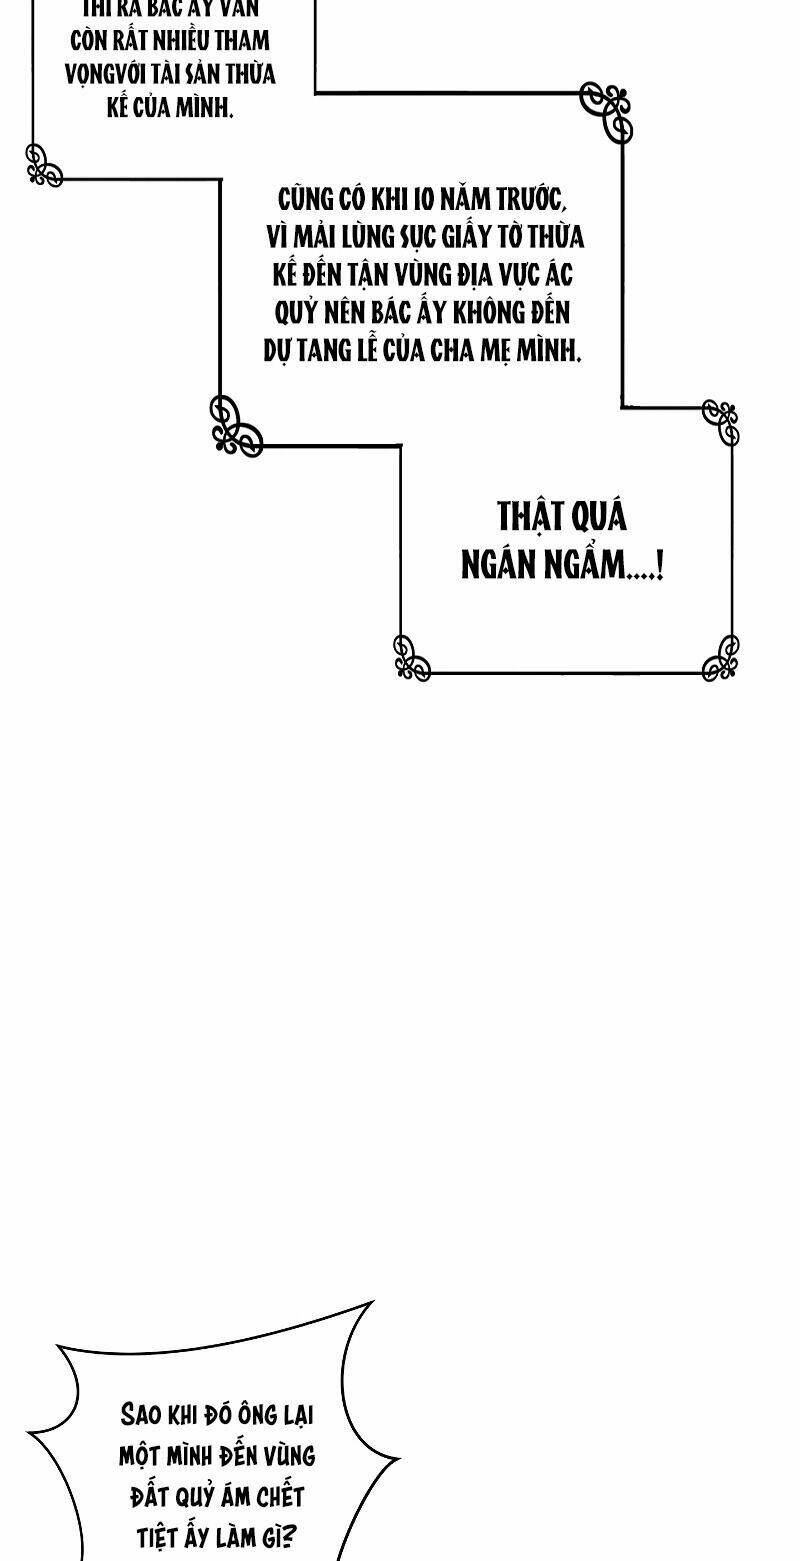 THÌ RA BÁC ẤY VẪN
CÒN RẤT NHIỀU THAM
VỌNGVỚI TÀI SẢN THỪA
KẾ CỦA MÌNH.
CŨNG CÓ KHI 10 NĂM TRƯỚC,
VÌ MẢI LÙNG SỤC GIẤY TỜ THỪA
KẾ ĐẾN TẬN VÙNG ĐỊA VỰC ÁC
QUỶ NÊN BÁC ẤY KHÔNG ĐẾN
DỰ TANG LỄ CỦA CHA MẸ MÌNH.
THẬT QUÁ
NGÁN NGẨM....!
SAO KHI ĐÓ ÔNG LẠI
MỘT MÌNH ĐẾN VÙNG
ĐẤT QUỶ ÁM CHẾT
TIỆT ẤY LÀM GÌ?